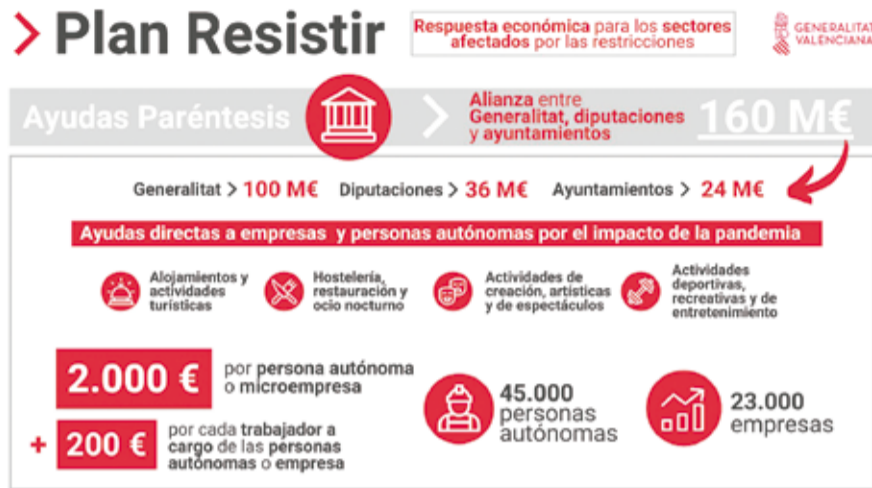 > Plan Resistir
Respuesta económica para los sectores
afectados por las restricciones
GENERALITAT
VALENCIANA
Ayudas Paréntesis
Alianza entre
Generalitat, diputaciones
y ayuntamientos
160 M€
Generalitat > 100 M€ Diputaciones > 36 M€ Ayuntamientos > 24 M€
Ayudas directas a empresas y personas autónomas por el impacto de la pandemia
Alojamientos y
actividades
turísticas
Hostelería,
restauración y
ocio nocturno
Actividades de
creación, artísticas
y de espectáculos
Actividades
deportivas,
recreativas y de
entretenimiento
2.000 €
por persona autónoma
o microempresa
+ 200 €
por cada trabajador a
cargo de las personas
autónomas o empresa
45.000
personas
autónomas
23.000
empresas